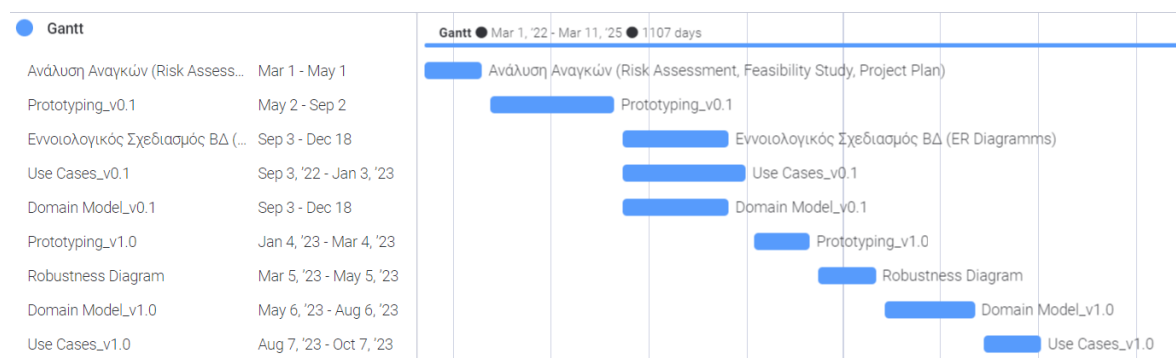 Gantt
Gantt ● Mar 1, '22 - Mar 11, '25 ● 1107 days
Ανάλυση Αναγκών (Risk Assess... Mar 1 - May 1 Ανάλυση Αναγκών (Risk Assessment, Feasibility Study, Project Plan)
Prototyping_v0.1 May 2 - Sep 2 Prototyping_v0.1
Εννοιολογικός Σχεδιασμός ΒΔ (... Sep 3 - Dec 18 Εννοιολογικός Σχεδιασμός ΒΔ (ER Diagramms)
Use Cases_v0.1 Sep 3, '22 - Jan 3, '23 Use Cases_v0.1
Domain Model_v0.1 Sep 3 - Dec 18 Domain Model_v0.1
Prototyping_v1.0 Jan 4, '23 - Mar 4, '23 Prototyping_v1.0
Robustness Diagram Mar 5, '23 - May 5, '23 Robustness Diagram
Domain Model_v1.0 May 6, '23 - Aug 6, '23 Domain Model_v1.0
Use Cases_v1.0 Aug 7, '23 - Oct 7, '23 Use Cases_v1.0